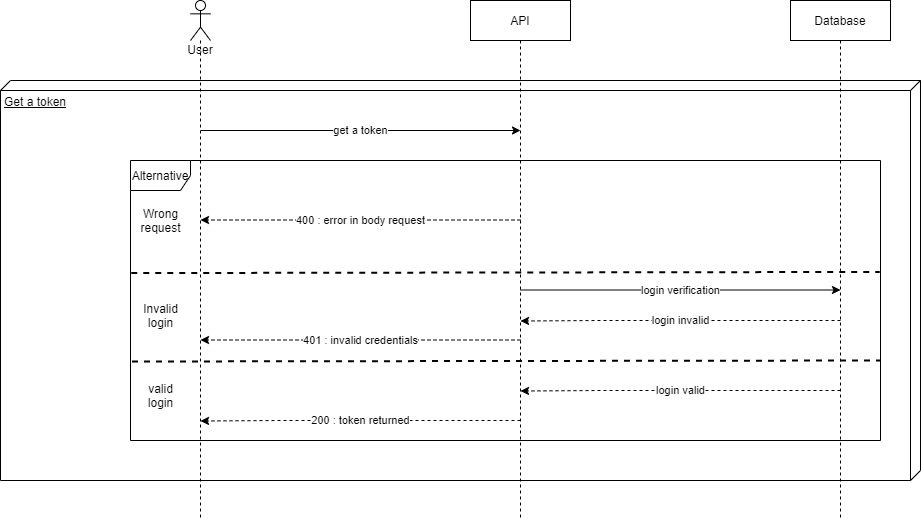 User
API
Database
Get a token
get a token
Alternative
Wrong
request
400 : error in body request
login verification
Invalid
login
login invalid
401 : invalid credentials
valid
login
login valid
200 : token returned